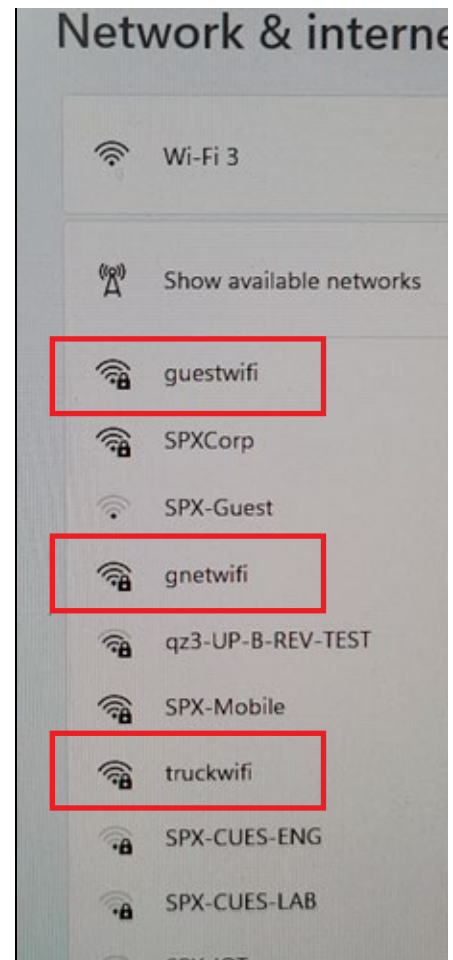 Network & interne
Wi-Fi 3
Show available networks
guestwifi
SPXCorp
SPX-Guest
gnetwifi
qz3-UP-B-REV-TEST
SPX-Mobile
truckwifi
SPX-CUES-ENG
SPX-CUES-LAB